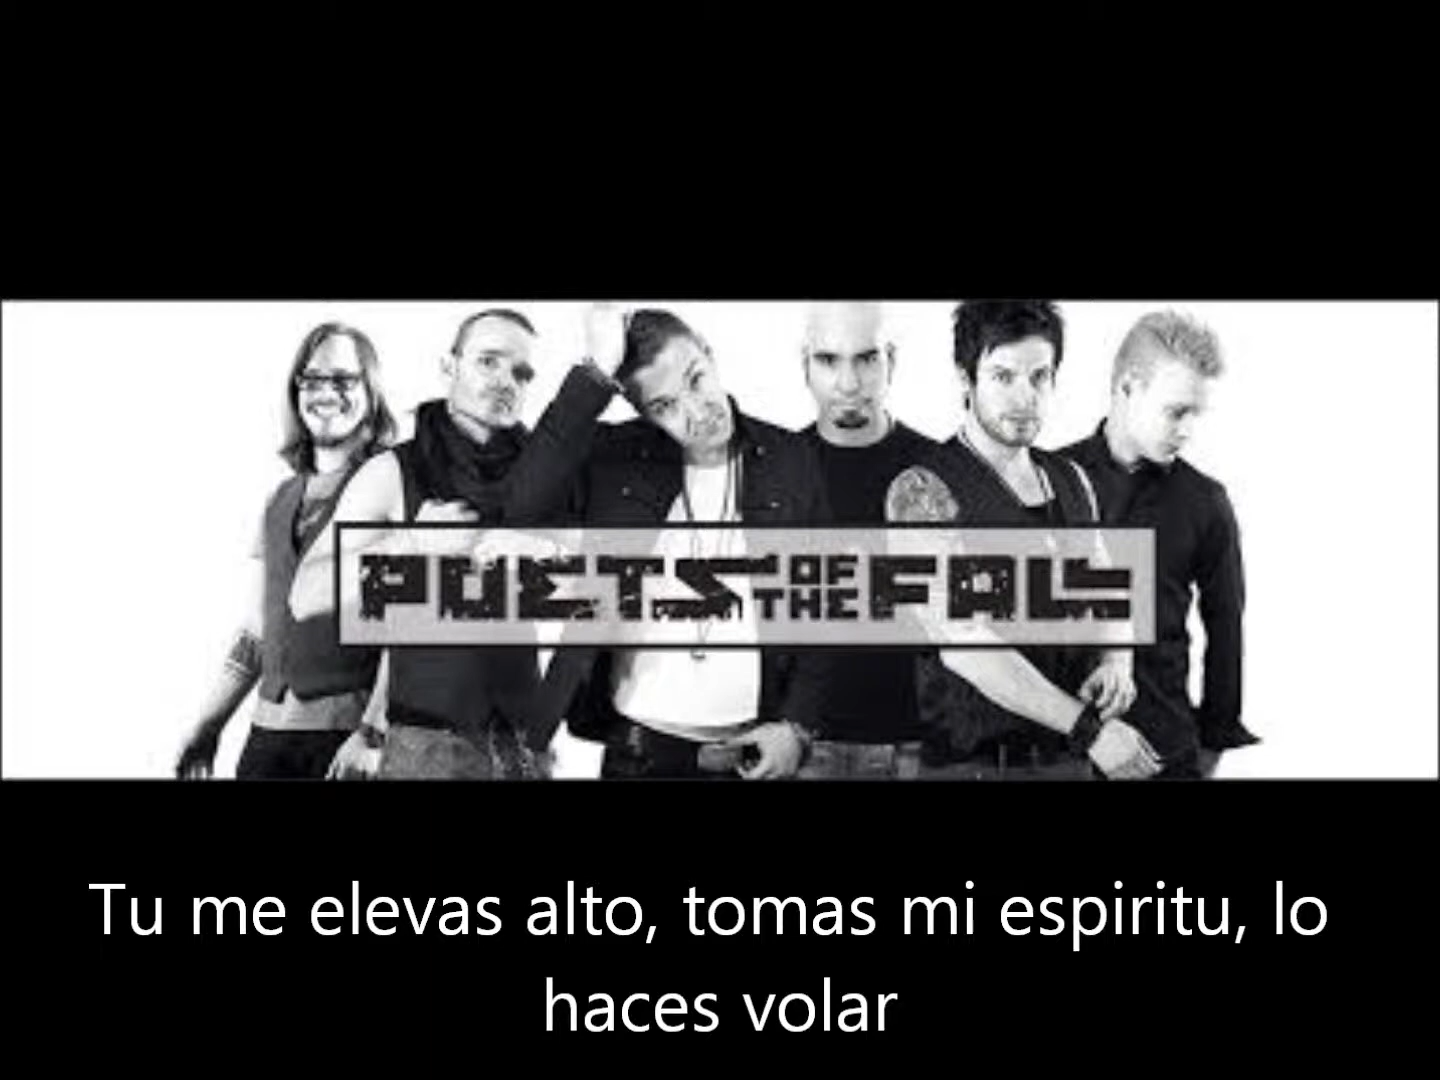 POETS OF THE FALL
Tu me elevas alto, tomas mi espiritu, lo
haces volar